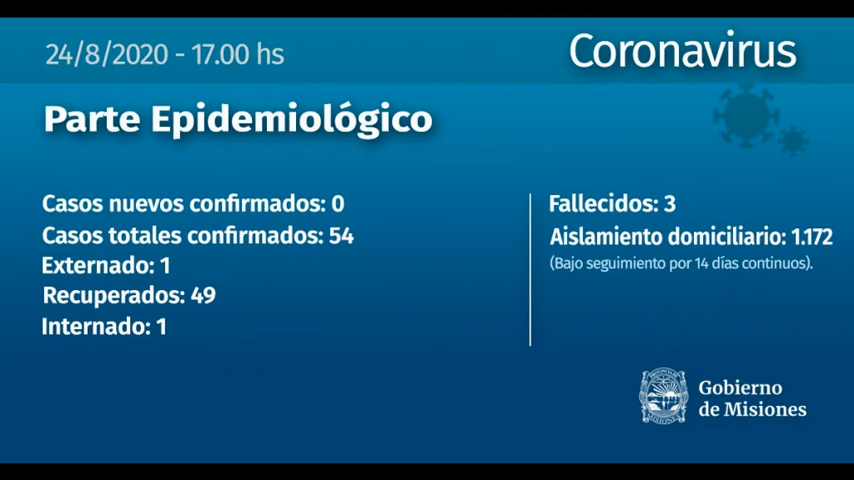 24/8/2020 - 17.00 hs
Coronavirus
Parte Epidemiológico
Casos nuevos confirmados: 0
Casos totales confirmados: 54
Externado: 1
Recuperados: 49
Internado: 1
Fallecidos: 3
Aislamiento domiciliario: 1.172
(Bajo seguimiento por 14 días continuos).
Gobierno
de Misiones